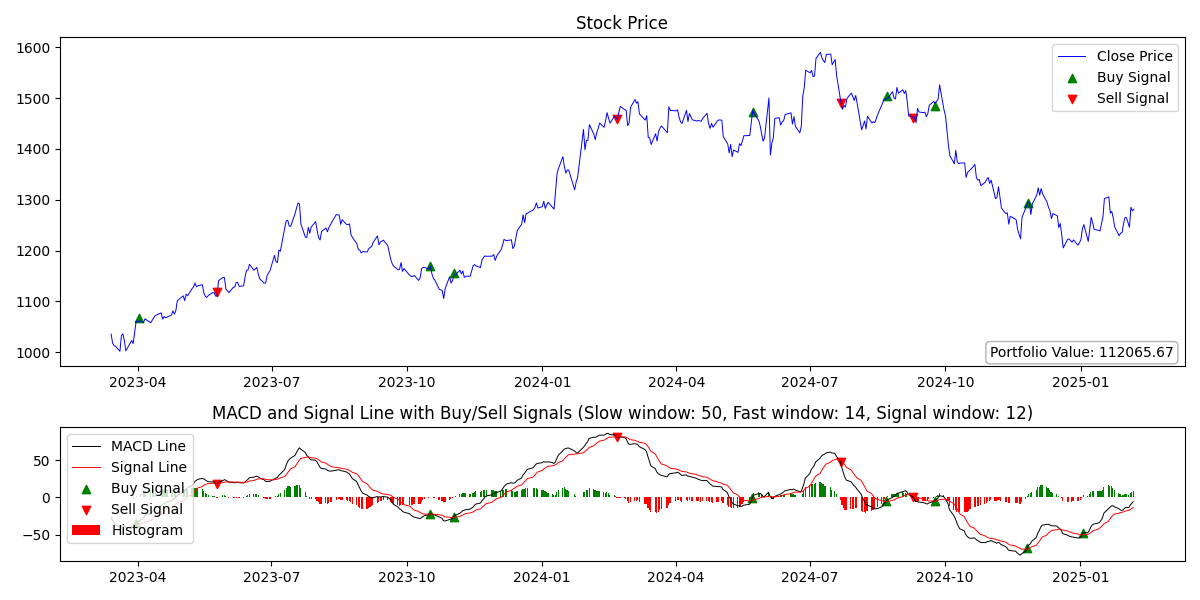 Stock Price
1600
1500
1400
1300
1200
1100
1000
Close Price
Buy Signal
Sell Signal
Portfolio Value: 112065.67
2023-04 2023-07 2023-10 2024-01 2024-04 2024-07 2024-10 2025-01
MACD and Signal Line with Buy/Sell Signals (Slow window: 50, Fast window: 14, Signal window: 12)
50
0
−50
MACD Line
Signal Line
Buy Signal
Sell Signal
Histogram
2023-04 2023-07 2023-10 2024-01 2024-04 2024-07 2024-10 2025-01